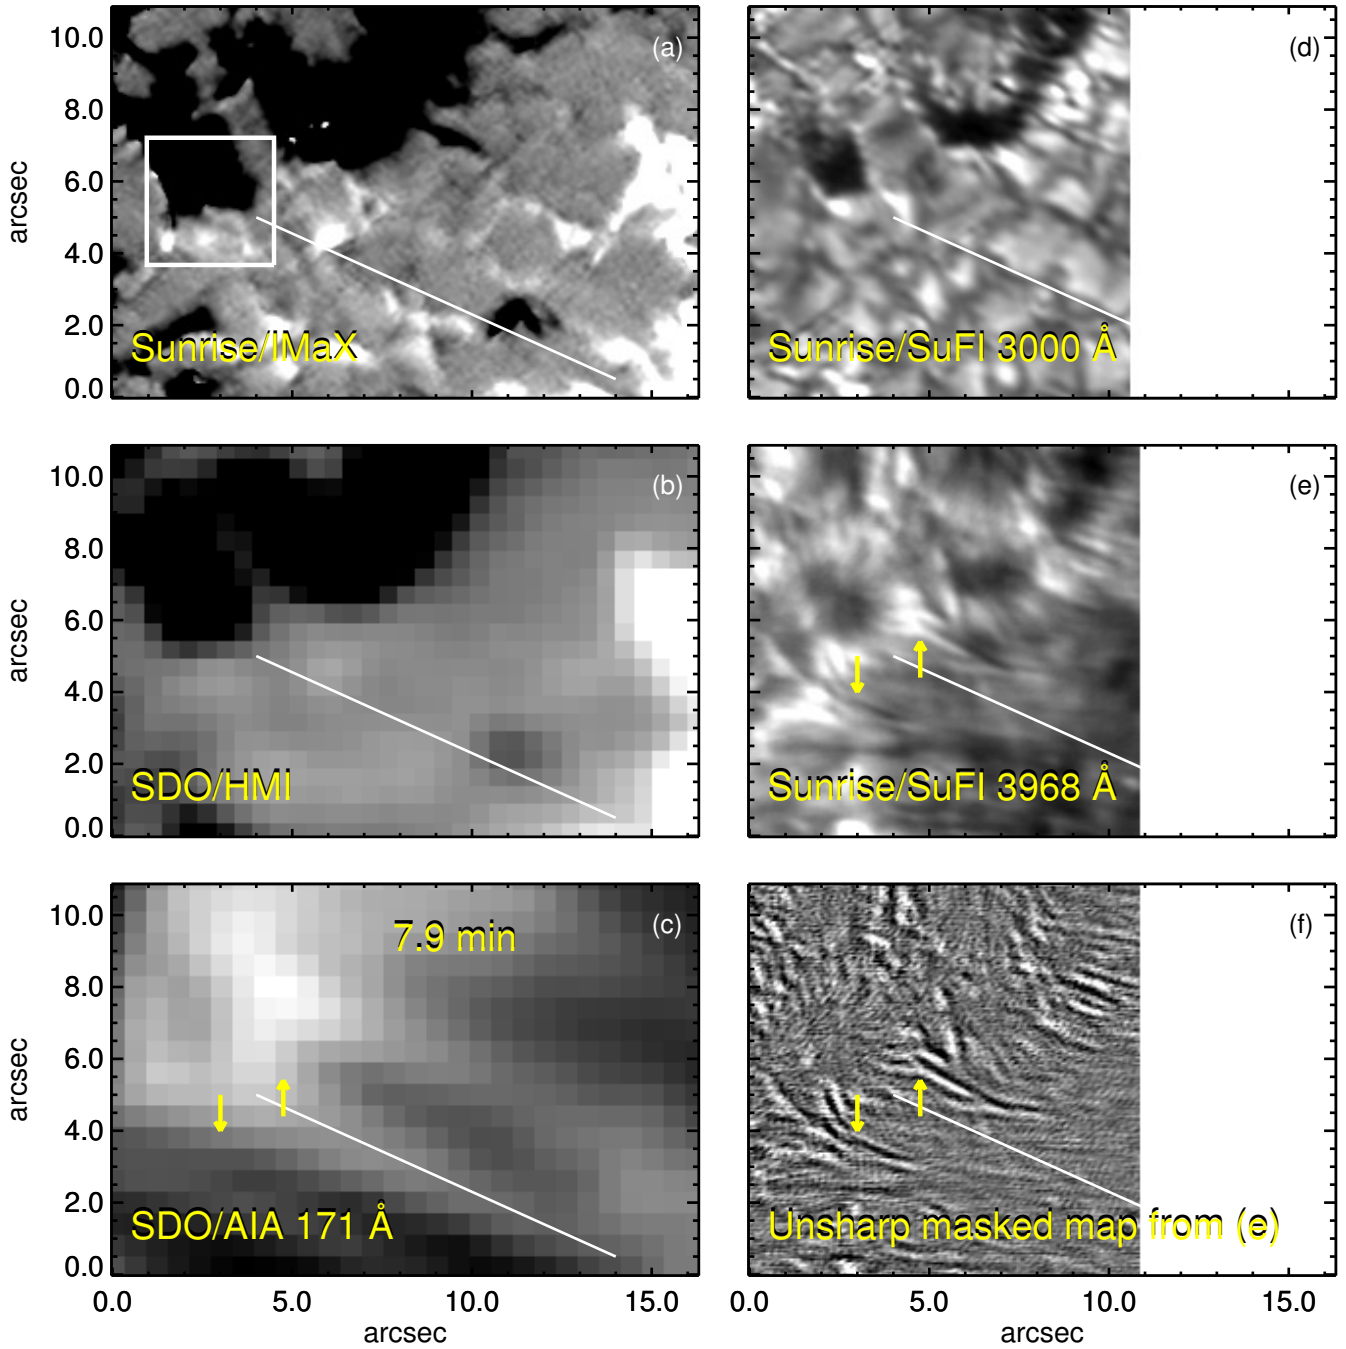 10.0
8.0
6.0
4.0
2.0
0.0
arcsec
(a)
Sunrise/IMaX
(d)
Sunrise/SuFI 3000 Å
10.0
8.0
6.0
4.0
2.0
0.0
arcsec
(b)
SDO/HMI
(e)
Sunrise/SuFI 3968 Å
10.0
8.0
6.0
4.0
2.0
0.0
arcsec
7.9 min
(c)
SDO/AIA 171 Å
(f)
Unsharp masked map from (e)
0.0 5.0 10.0 15.0
arcsec
0.0 5.0 10.0 15.0
arcsec